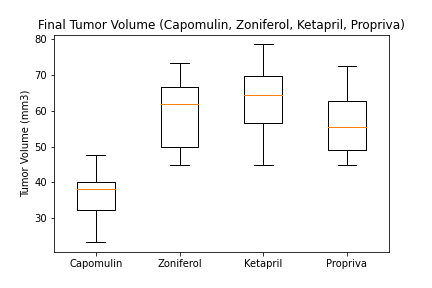 Final Tumor Volume (Capomulin, Zoniferol, Ketapril, Propriva)
80
70
60
50
40
30
Tumor Volume (mm3)
Capomulin Zoniferol Ketapril Propriva